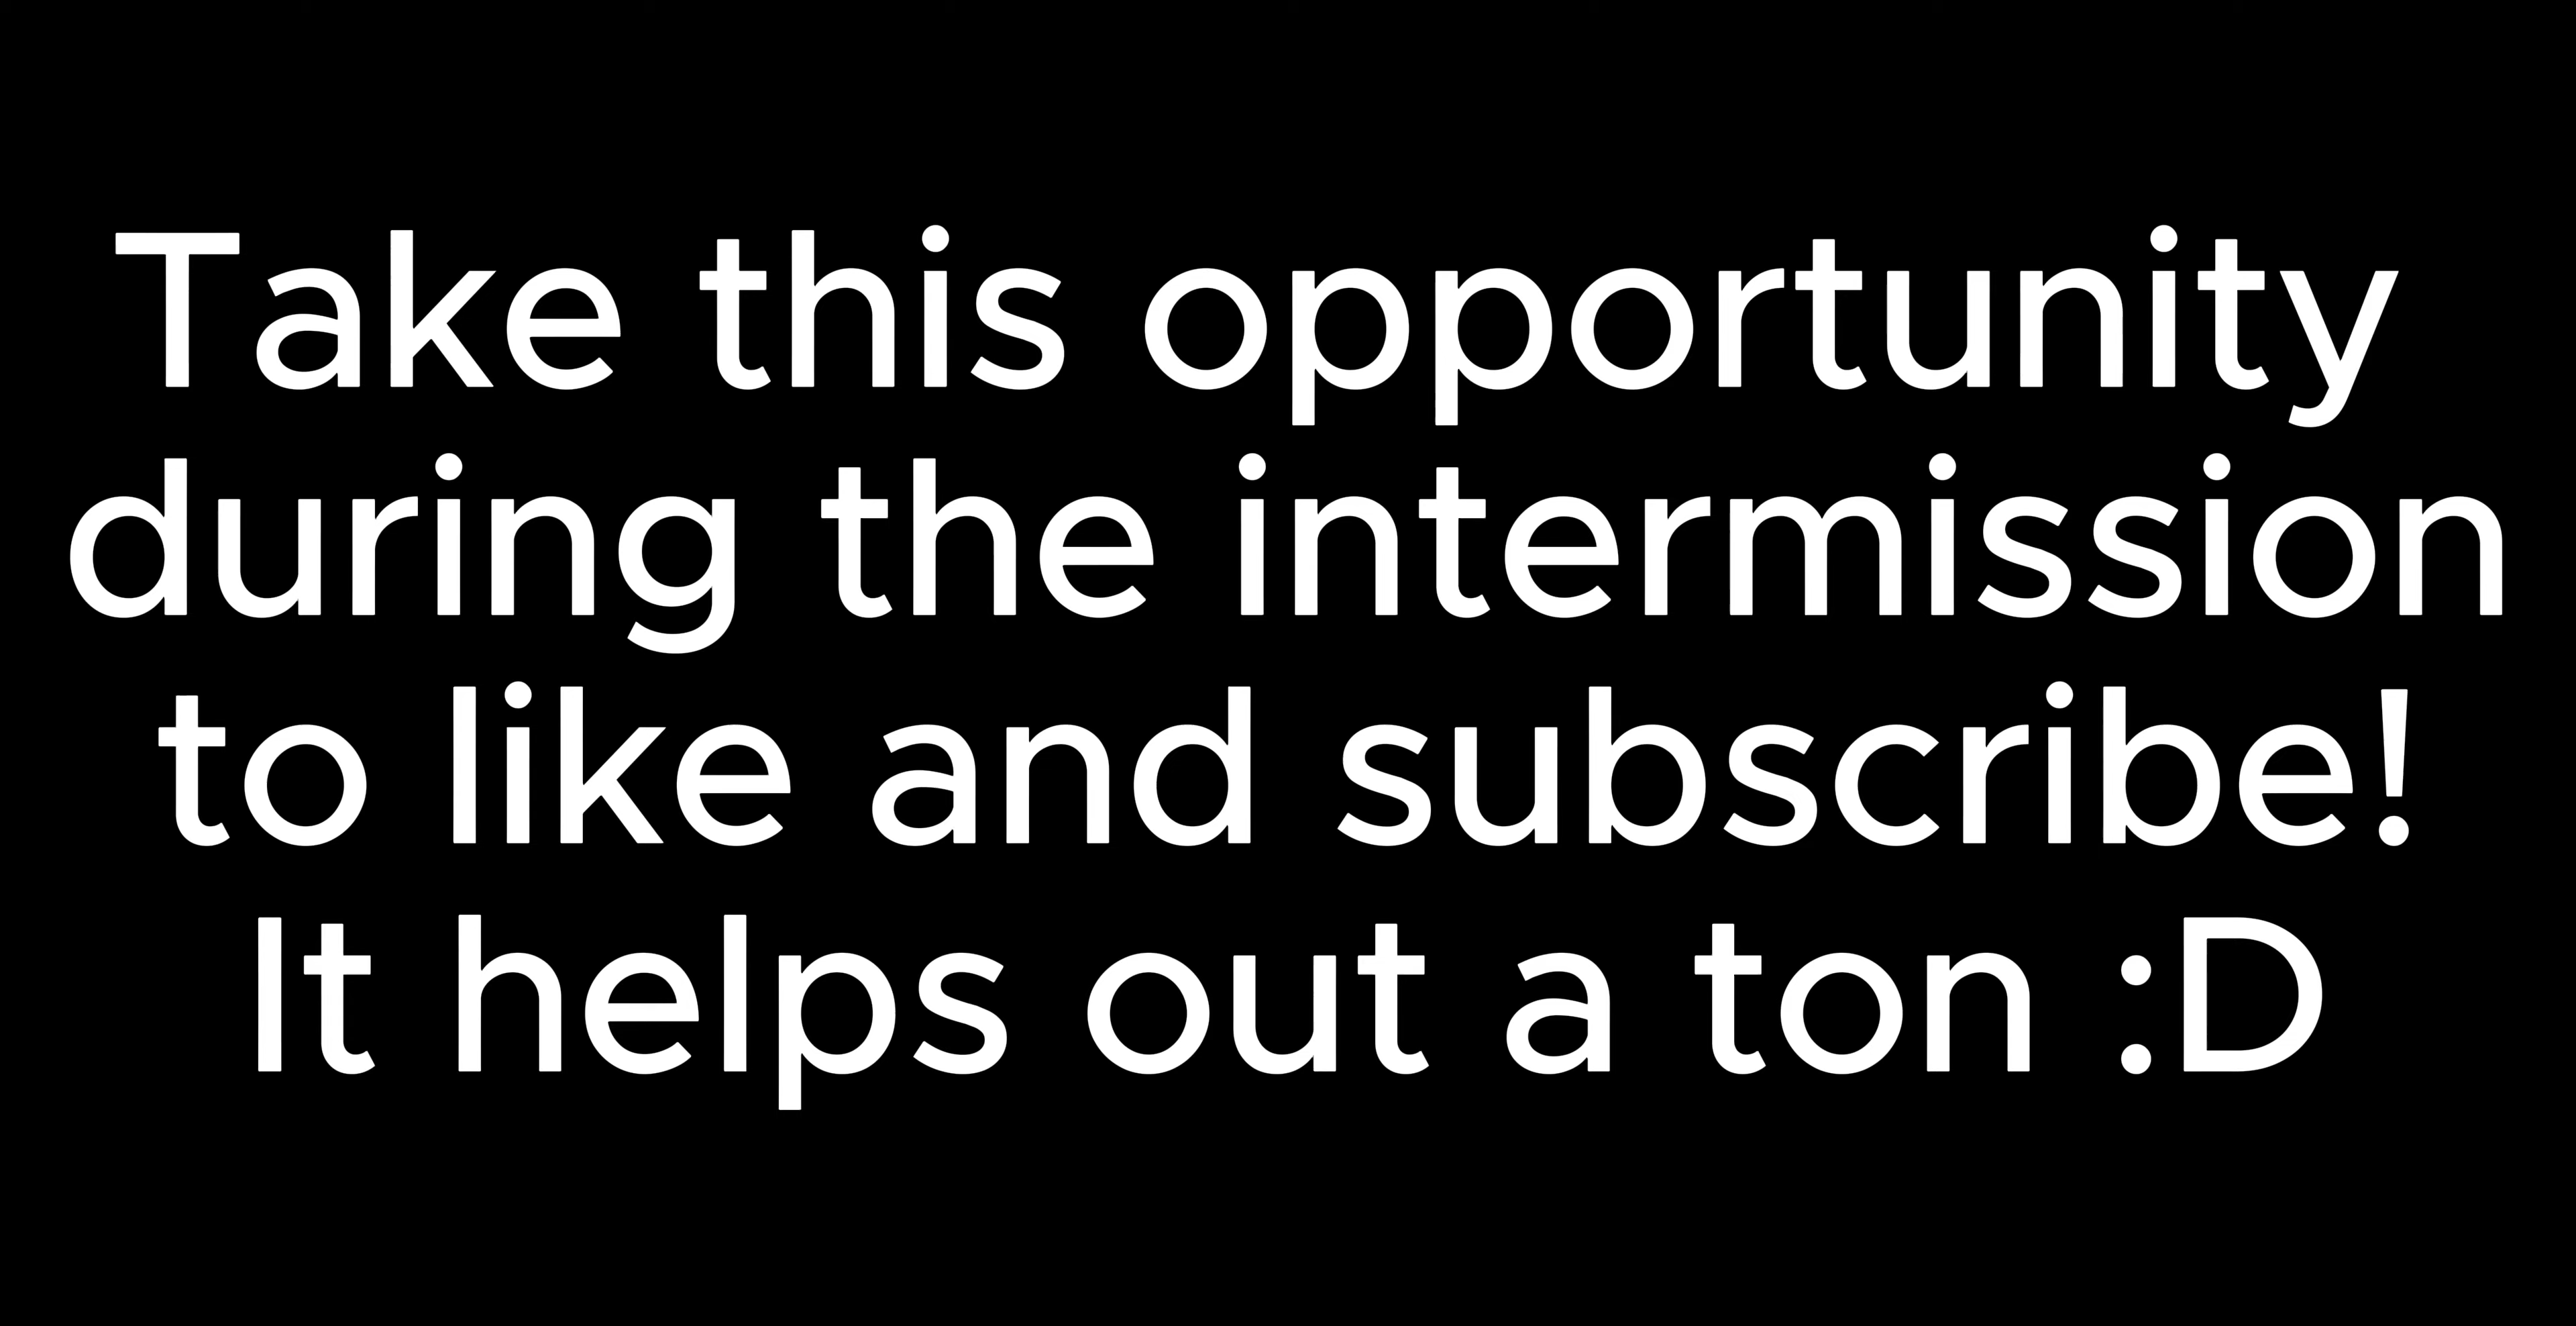 Take this opportunity
during the intermission
to like and subscribe!
It helps out a ton :D